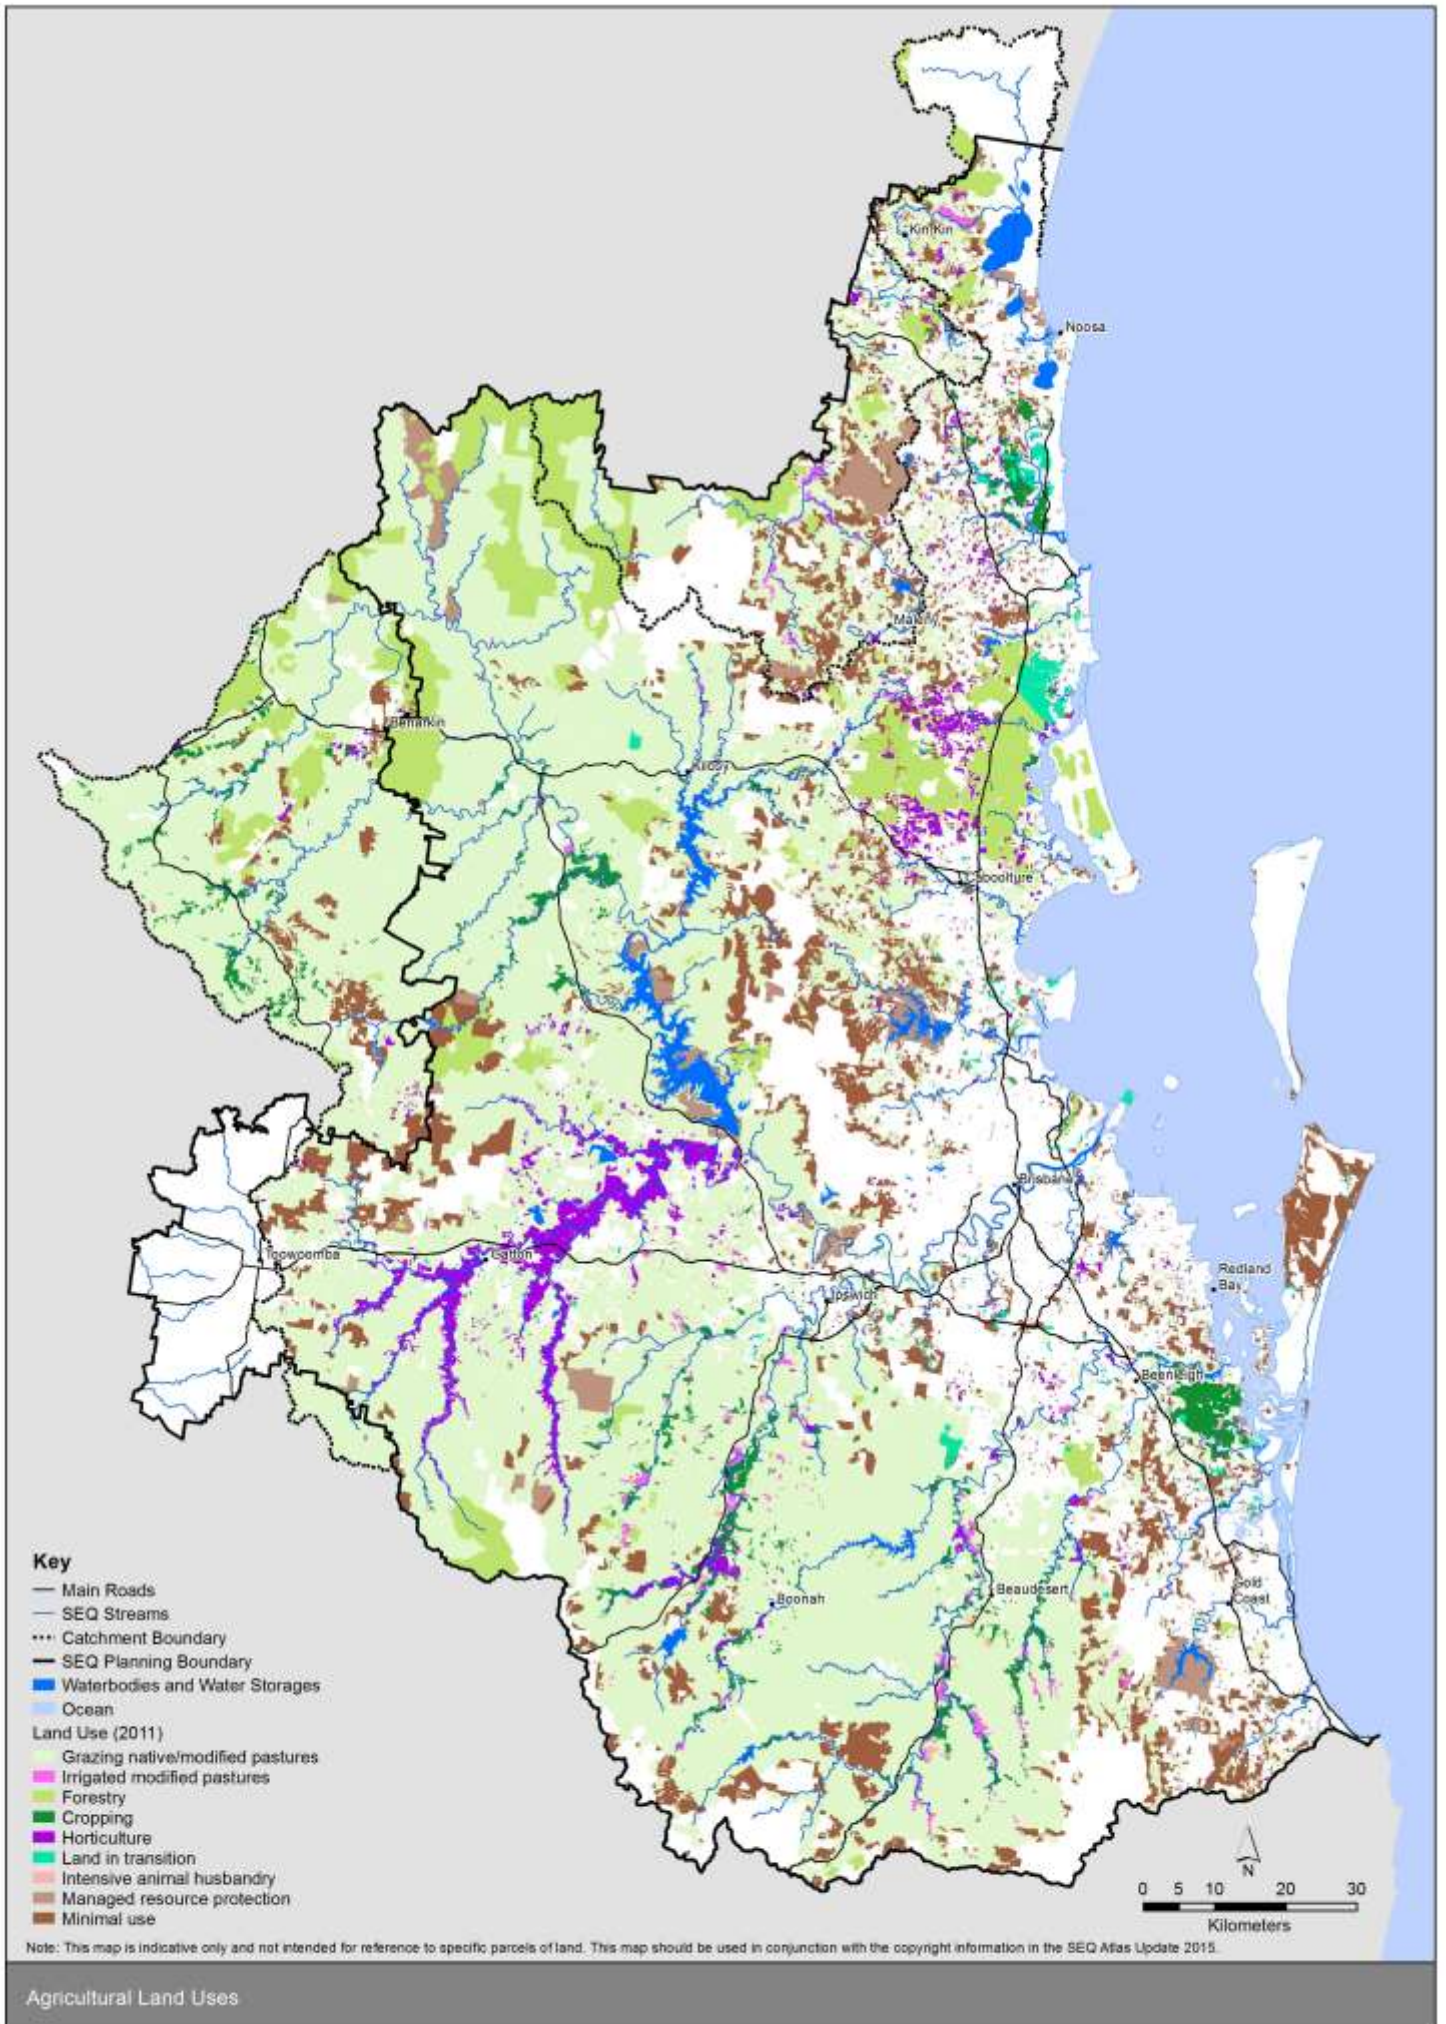 Kin Kin
Noosa
Maleny
Benarkin
Kilcoy
Caboolture
Brisbane
Toowoomba
Gatton
Redland
Bay
Ipswich
Beenleigh
Gold
Coast
Beaudesert
Boonah
Key
Main Roads
SEQ Streams
Catchment Boundary
SEQ Planning Boundary
Waterbodies and Water Storages
Ocean
Land Use (2011)
Grazing native/modified pastures
Irrigated modified pastures
Forestry
Cropping
Horticulture
Land in transition
Intensive animal husbandry
Managed resource protection
Minimal use
N
0 5 10 20 30
Kilometers
Note: This map is indicative only and not intended for reference to specific parcels of land. This map should be used in conjunction with the copyright information in the SEQ Atlas Update 2015.
Agricultural Land Uses